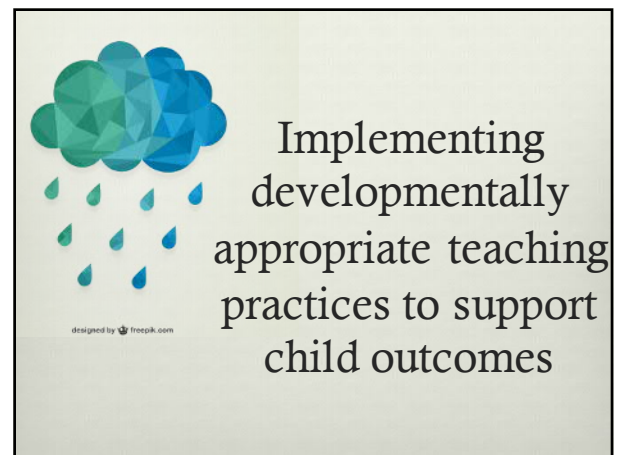 Implementing
developmentally
appropriate teaching
practices to support
child outcomes
designed by freepik.com